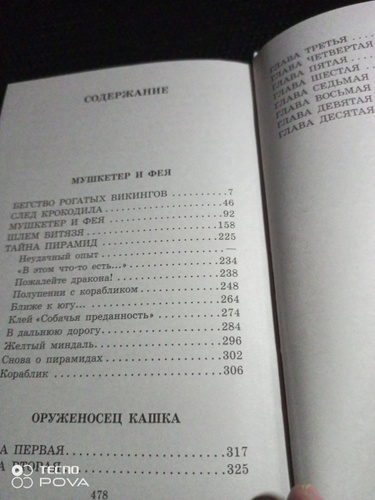 СОДЕРЖАНИЕ
МУШКЕТЕР И ФЕЯ
БЕГСТВО РОГАТЫХ ВИКИНГОВ 7
СЛЕД КРОКОДИЛА 46
МУШКЕТЕР И ФЕЯ 92
ШЛЕМ ВИТЯЗЯ 158
ТАЙНА ПИРАМИД 225
Неудачный опыт —
«В этом что-то есть...» 234
Пожалейте дракона! 238
Полупенни с корабликом 248
Ближе к югу... 264
Клей «Собачья преданность» 274
В дальнюю дорогу 284
Желтый миндаль 296
Снова о пирамидах 302
Кораблик 306
ОРУЖЕНОСЕЦ КАШКА
А ПЕРВАЯ 317
А ВТОРАЯ 325
478
ГЛАВА ТРЕТЬЯ
ГЛАВА ЧЕТВЕРТАЯ
ГЛАВА ПЯТАЯ
ГЛАВА ШЕСТАЯ
ГЛАВА СЕДЬМАЯ
ГЛАВА ВОСЬМАЯ
ГЛАВА ДЕВЯТАЯ
ГЛАВА ДЕСЯТАЯ
TECNO
POVA